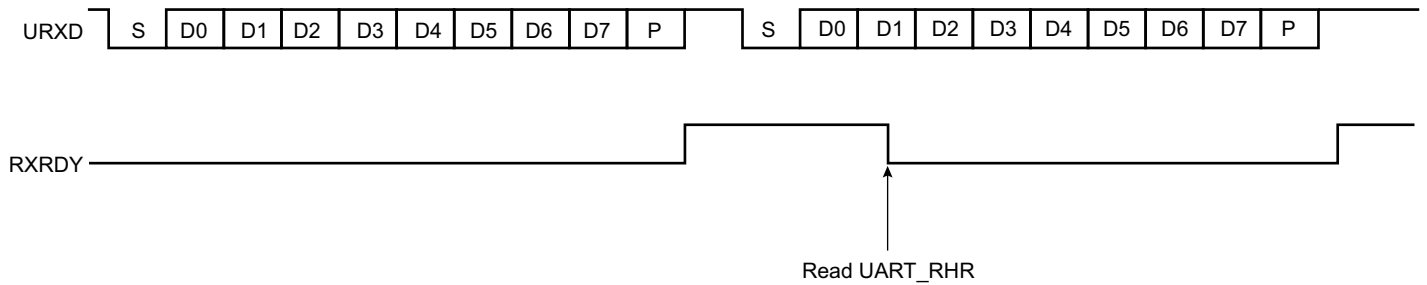 URXD S D0 D1 D2 D3 D4 D5 D6 D7 P S D0 D1 D2 D3 D4 D5 D6 D7 P
RXRDY
Read UART_RHR